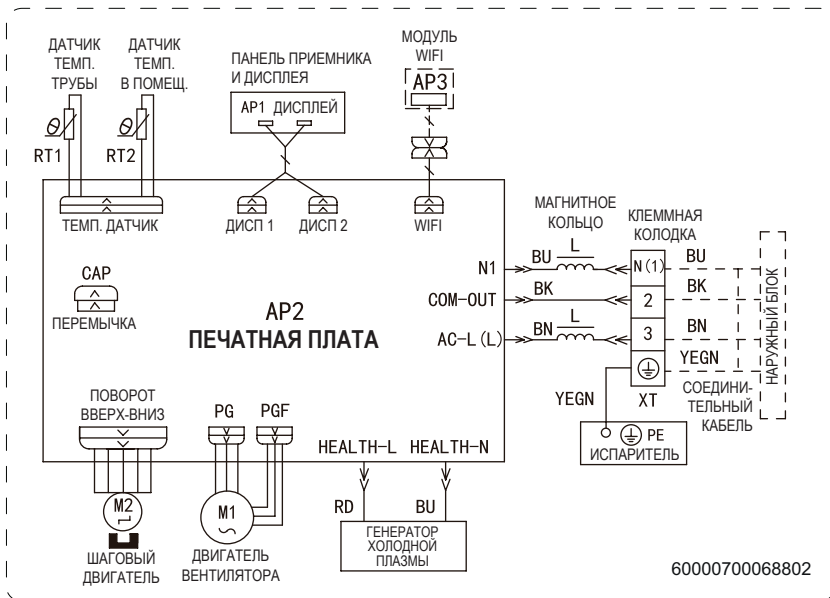 ДАТЧИК
ТЕМП.
ТРУБЫ
ДАТЧИК
ТЕМП.
В ПОМЕЩ.
ПАНЕЛЬ ПРИЕМНИКА
И ДИСПЛЕЯ
МОДУЛЬ
WIFI
AP1 ДИСПЛЕЙ
AP3
θ
RT1
θ
RT2
ТЕМП. ДАТЧИК
ДИСП 1
ДИСП 2
WIFI
МАГНИТНОЕ
КОЛЬЦО
КЛЕММНАЯ
КОЛОДКА
CAP
ПЕРЕМЫЧКА
AP2
ПЕЧАТНАЯ ПЛАТА
N1
BU
L
N(1)
BU
COM-OUT
BK
2
BK
AC-L(L)
BN
L
3
BN
YEGN
НАРУЖНЫЙ БЛОК
YEGN
XT
СОЕДИНИ-
ТЕЛЬНЫЙ
КАБЕЛЬ
PE
ИСПАРИТЕЛЬ
ПОВОРОТ
ВВЕРХ-ВНИЗ
PG
PGF
HEALTH-L
HEALTH-N
M2
ШАГОВЫЙ
ДВИГАТЕЛЬ
M1
ДВИГАТЕЛЬ
ВЕНТИЛЯТОРА
RD
BU
ГЕНЕРАТОР
ХОЛОДНОЙ
ПЛАЗМЫ
60000700068802